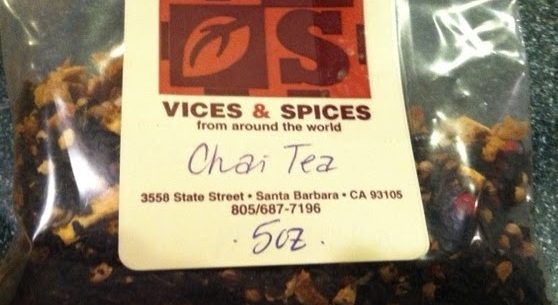 S
VICES & SPICES
from around the world
Chai Tea
3558 State Street • Santa Barbara • CA 93105
805/687-7196
. 5oz .